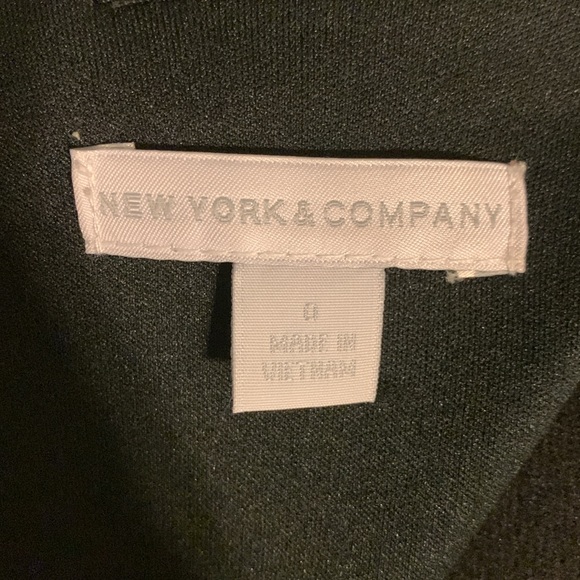 NEW YORK & COMPANY
0
MADE IN
VIETNAM